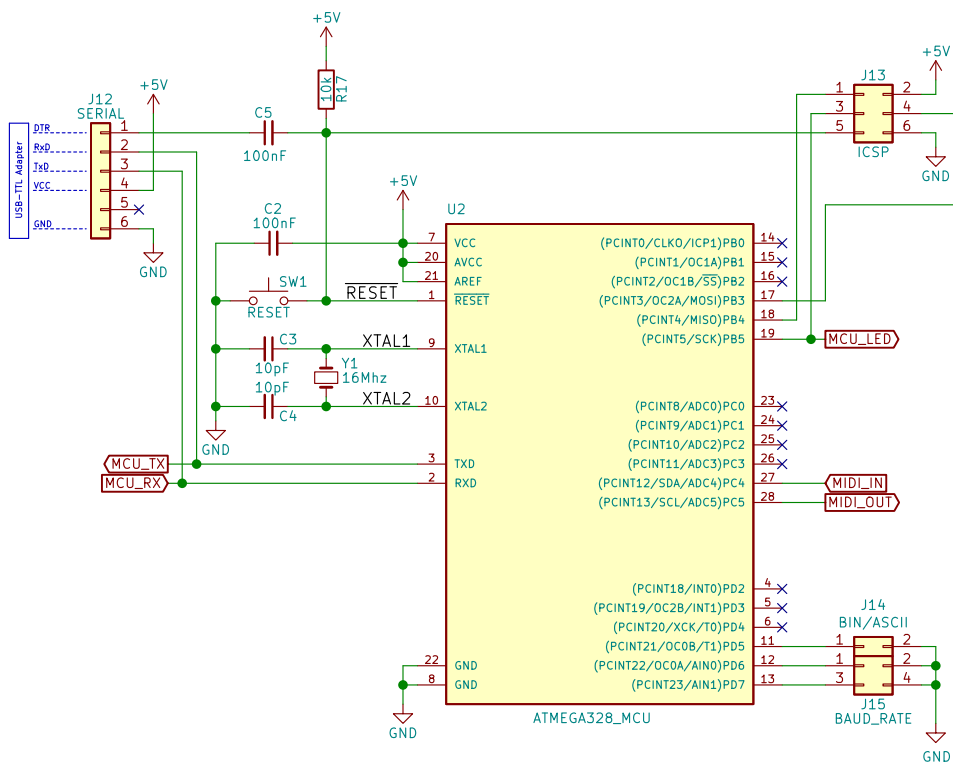 +5V
10k
R17
+5V
J12
SERIAL
USB-TTL Adapter
DTR
RxD
TxD
VCC
GND
1
2
3
4
5
6
GND
C5
100nF
+5V
J13
1
2
3
4
5
6
ICSP
GND
+5V
C2
100nF
SW1
RESET
RESET
C3
10pF
10pF
C4
Y1
16Mhz
XTAL1
XTAL2
GND
MCU_TX
MCU_RX
U2
7 VCC
20 AVCC
21 AREF
1 RESET
9 XTAL1
10 XTAL2
3 TXD
2 RXD
22 GND
8 GND
GND
(PCINT0/CLKO/ICP1)PB0 14
(PCINT1/OC1A)PB1 15
(PCINT2/OC1B/SS)PB2 16
(PCINT3/OC2A/MOSI)PB3 17
(PCINT4/MISO)PB4 18
(PCINT5/SCK)PB5 19
MCU_LED
(PCINT8/ADC0)PC0 23
(PCINT9/ADC1)PC1 24
(PCINT10/ADC2)PC2 25
(PCINT11/ADC3)PC3 26
(PCINT12/SDA/ADC4)PC4 27
MIDI_IN
(PCINT13/SCL/ADC5)PC5 28
MIDI_OUT
(PCINT18/INT0)PD2 4
(PCINT19/OC2B/INT1)PD3 5
(PCINT20/XCK/T0)PD4 6
(PCINT21/OC0B/T1)PD5 11
(PCINT22/OC0A/AIN0)PD6 12
(PCINT23/AIN1)PD7 13
ATMEGA328_MCU
J14
BIN/ASCII
1
2
1
2
3
4
J15
BAUD_RATE
GND